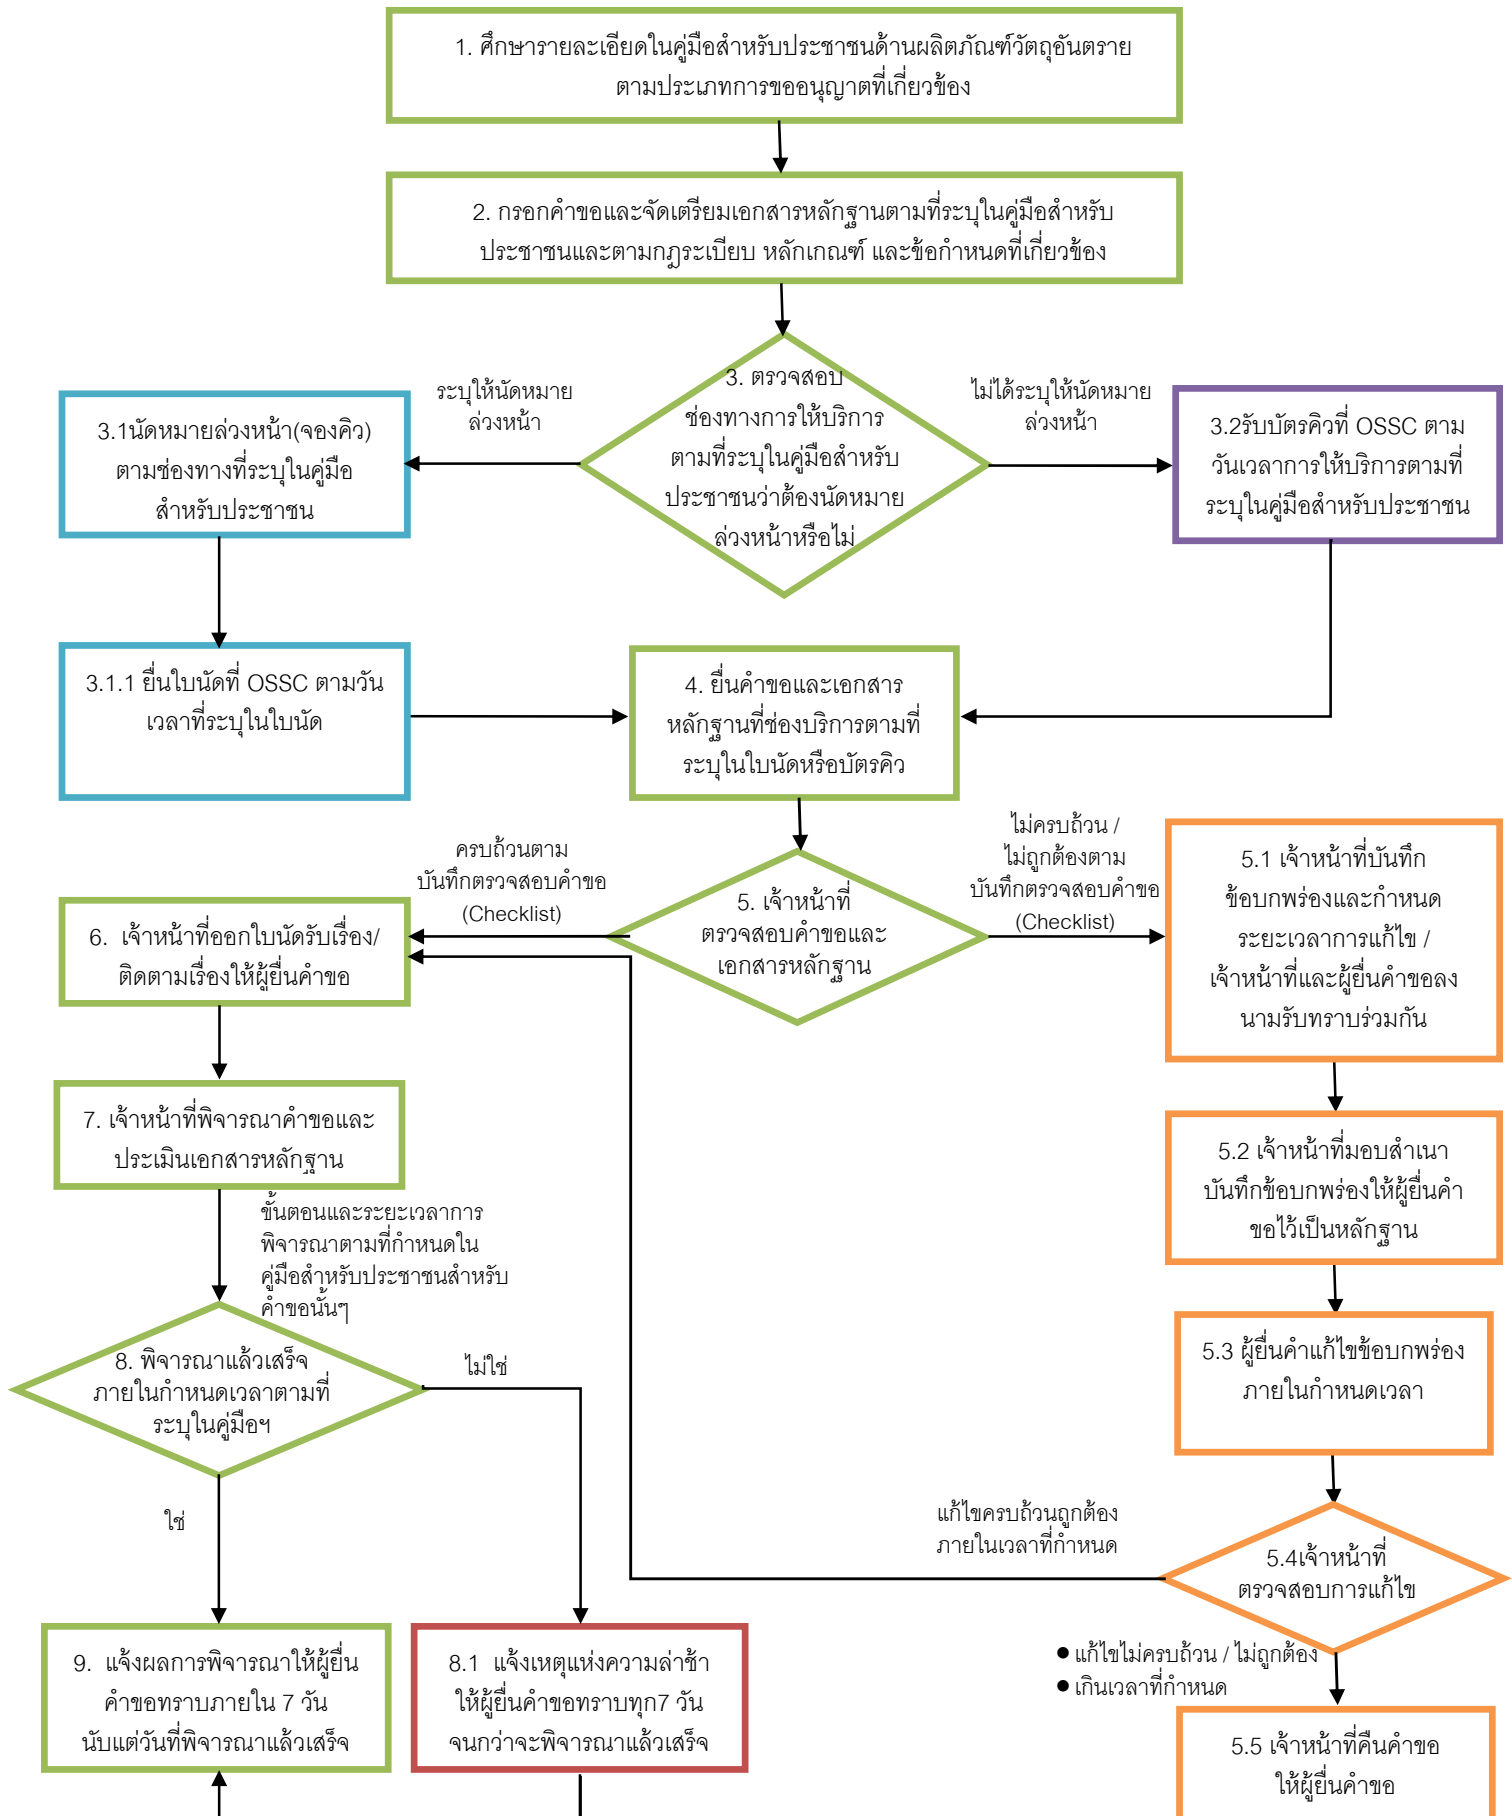 1. ศึกษารายละเอียดในคู่มือสำหรับประชาชนด้านผลิตภัณฑ์วัตถุอันตราย
ตามประเภทการขออนุญาตที่เกี่ยวข้อง
2. กรอกคำขอและจัดเตรียมเอกสารหลักฐานตามที่ระบุในคู่มือสำหรับ
ประชาชนและตามกฎระเบียบ หลักเกณฑ์ และข้อกำหนดที่เกี่ยวข้อง
3. ตรวจสอบ
ช่องทางการให้บริการ
ตามที่ระบุในคู่มือสำหรับ
ประชาชนว่าต้องนัดหมาย
ล่วงหน้าหรือไม่
ระบุให้นัดหมาย
ล่วงหน้า
ไม่ได้ระบุให้นัดหมาย
ล่วงหน้า
3.1นัดหมายล่วงหน้า(จองคิว)
ตามช่องทางที่ระบุในคู่มือ
สำหรับประชาชน
3.2รับบัตรคิวที่ OSSC ตาม
วันเวลาการให้บริการตามที่
ระบุในคู่มือสำหรับประชาชน
3.1.1 ยื่นใบนัดที่ OSSC ตามวัน
เวลาที่ระบุในใบนัด
4. ยื่นคำขอและเอกสาร
หลักฐานที่ช่องบริการตามที่
ระบุในใบนัดหรือบัตรคิว
ครบถ้วนตาม
บันทึกตรวจสอบคำขอ
(Checklist)
5. เจ้าหน้าที่
ตรวจสอบคำขอและ
เอกสารหลักฐาน
ไม่ครบถ้วน /
ไม่ถูกต้องตาม
บันทึกตรวจสอบคำขอ
(Checklist)
5.1 เจ้าหน้าที่บันทึก
ข้อบกพร่องและกำหนด
ระยะเวลาการแก้ไข /
เจ้าหน้าที่และผู้ยื่นคำขอลง
นามรับทราบร่วมกัน
6. เจ้าหน้าที่ออกใบนัดรับเรื่อง/
ติดตามเรื่องให้ผู้ยื่นคำขอ
7. เจ้าหน้าที่พิจารณาคำขอและ
ประเมินเอกสารหลักฐาน
5.2 เจ้าหน้าที่มอบสำเนา
บันทึกข้อบกพร่องให้ผู้ยื่นคำ
ขอไว้เป็นหลักฐาน
ขั้นตอนและระยะเวลาการ
พิจารณาตามที่กำหนดใน
คู่มือสำหรับประชาชนสำหรับ
คำขอนั้นๆ
8. พิจารณาแล้วเสร็จ
ภายในกำหนดเวลาตามที่
ระบุในคู่มือฯ
ไม่ใช่
5.3 ผู้ยื่นคำแก้ไขข้อบกพร่อง
ภายในกำหนดเวลา
ใช่
แก้ไขครบถ้วนถูกต้อง
ภายในเวลาที่กำหนด
5.4เจ้าหน้าที่
ตรวจสอบการแก้ไข
9. แจ้งผลการพิจารณาให้ผู้ยื่น
คำขอทราบภายใน 7 วัน
นับแต่วันที่พิจารณาแล้วเสร็จ
8.1 แจ้งเหตุแห่งความล่าช้า
ให้ผู้ยื่นคำขอทราบทุก7 วัน
จนกว่าจะพิจารณาแล้วเสร็จ
● แก้ไขไม่ครบถ้วน / ไม่ถูกต้อง
● เกินเวลาที่กำหนด
5.5 เจ้าหน้าที่คืนคำขอ
ให้ผู้ยื่นคำขอ